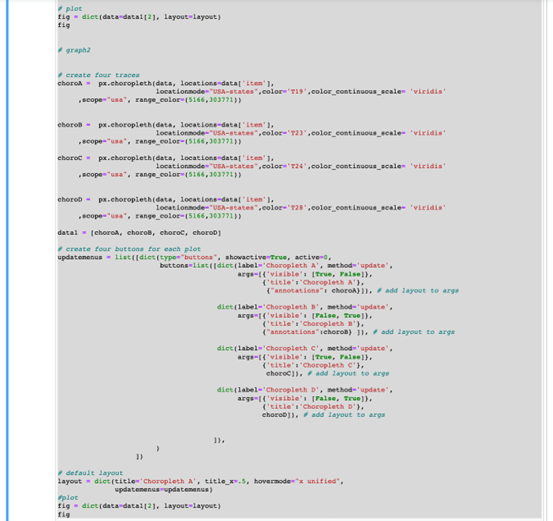 # plot
fig = dict(data=data1[2], layout=layout)
fig
# graph2
# create four traces
choroA =  px.choropleth(data, locations=data['item'],
locationmode="USA-states",color='T19',color_continuous_scale= 'viridis'
,scope="usa", range_color=(5166,303771))
choroB =  px.choropleth(data, locations=data['item'],
locationmode="USA-states",color='T23',color_continuous_scale= 'viridis'
,scope="usa", range_color=(5166,303771))
choroC =  px.choropleth(data, locations=data['item'],
locationmode="USA-states",color='T24',color_continuous_scale= 'viridis'
,scope="usa", range_color=(5166,303771))
choroD =  px.choropleth(data, locations=data['item'],
locationmode="USA-states",color='T28',color_continuous_scale= 'viridis'
,scope="usa", range_color=(5166,303771))
data1 = [choroA, choroB, choroC, choroD]
# create four buttons for each plot
updatemenus = list([dict(type="buttons", showactive=True, active=0,
buttons=list([dict(label='Choropleth A', method='update',
args=[{'visible': [True, False]},
{'title':'Choropleth A'},
{"annotations": choroA}]), # add layout to args
dict(label='Choropleth B', method='update',
args=[{'visible': [False, True]},
{'title':'Choropleth B'},
{"annotations":choroB} ]), # add layout to args
dict(label='Choropleth C', method='update',
args=[{'visible': [True, False]},
{'title':'Choropleth C'},
choroC]), # add layout to args
dict(label='Choropleth D', method='update',
args=[{'visible': [False, True]},
{'title':'Choropleth D'},
choroD]), # add layout to args
]),
)
])
# default layout
layout = dict(title='Choropleth A', title_x=.5, hovermode="x unified",
updatemenus=updatemenus)
#plot
fig = dict(data=data1[2], layout=layout)
fig